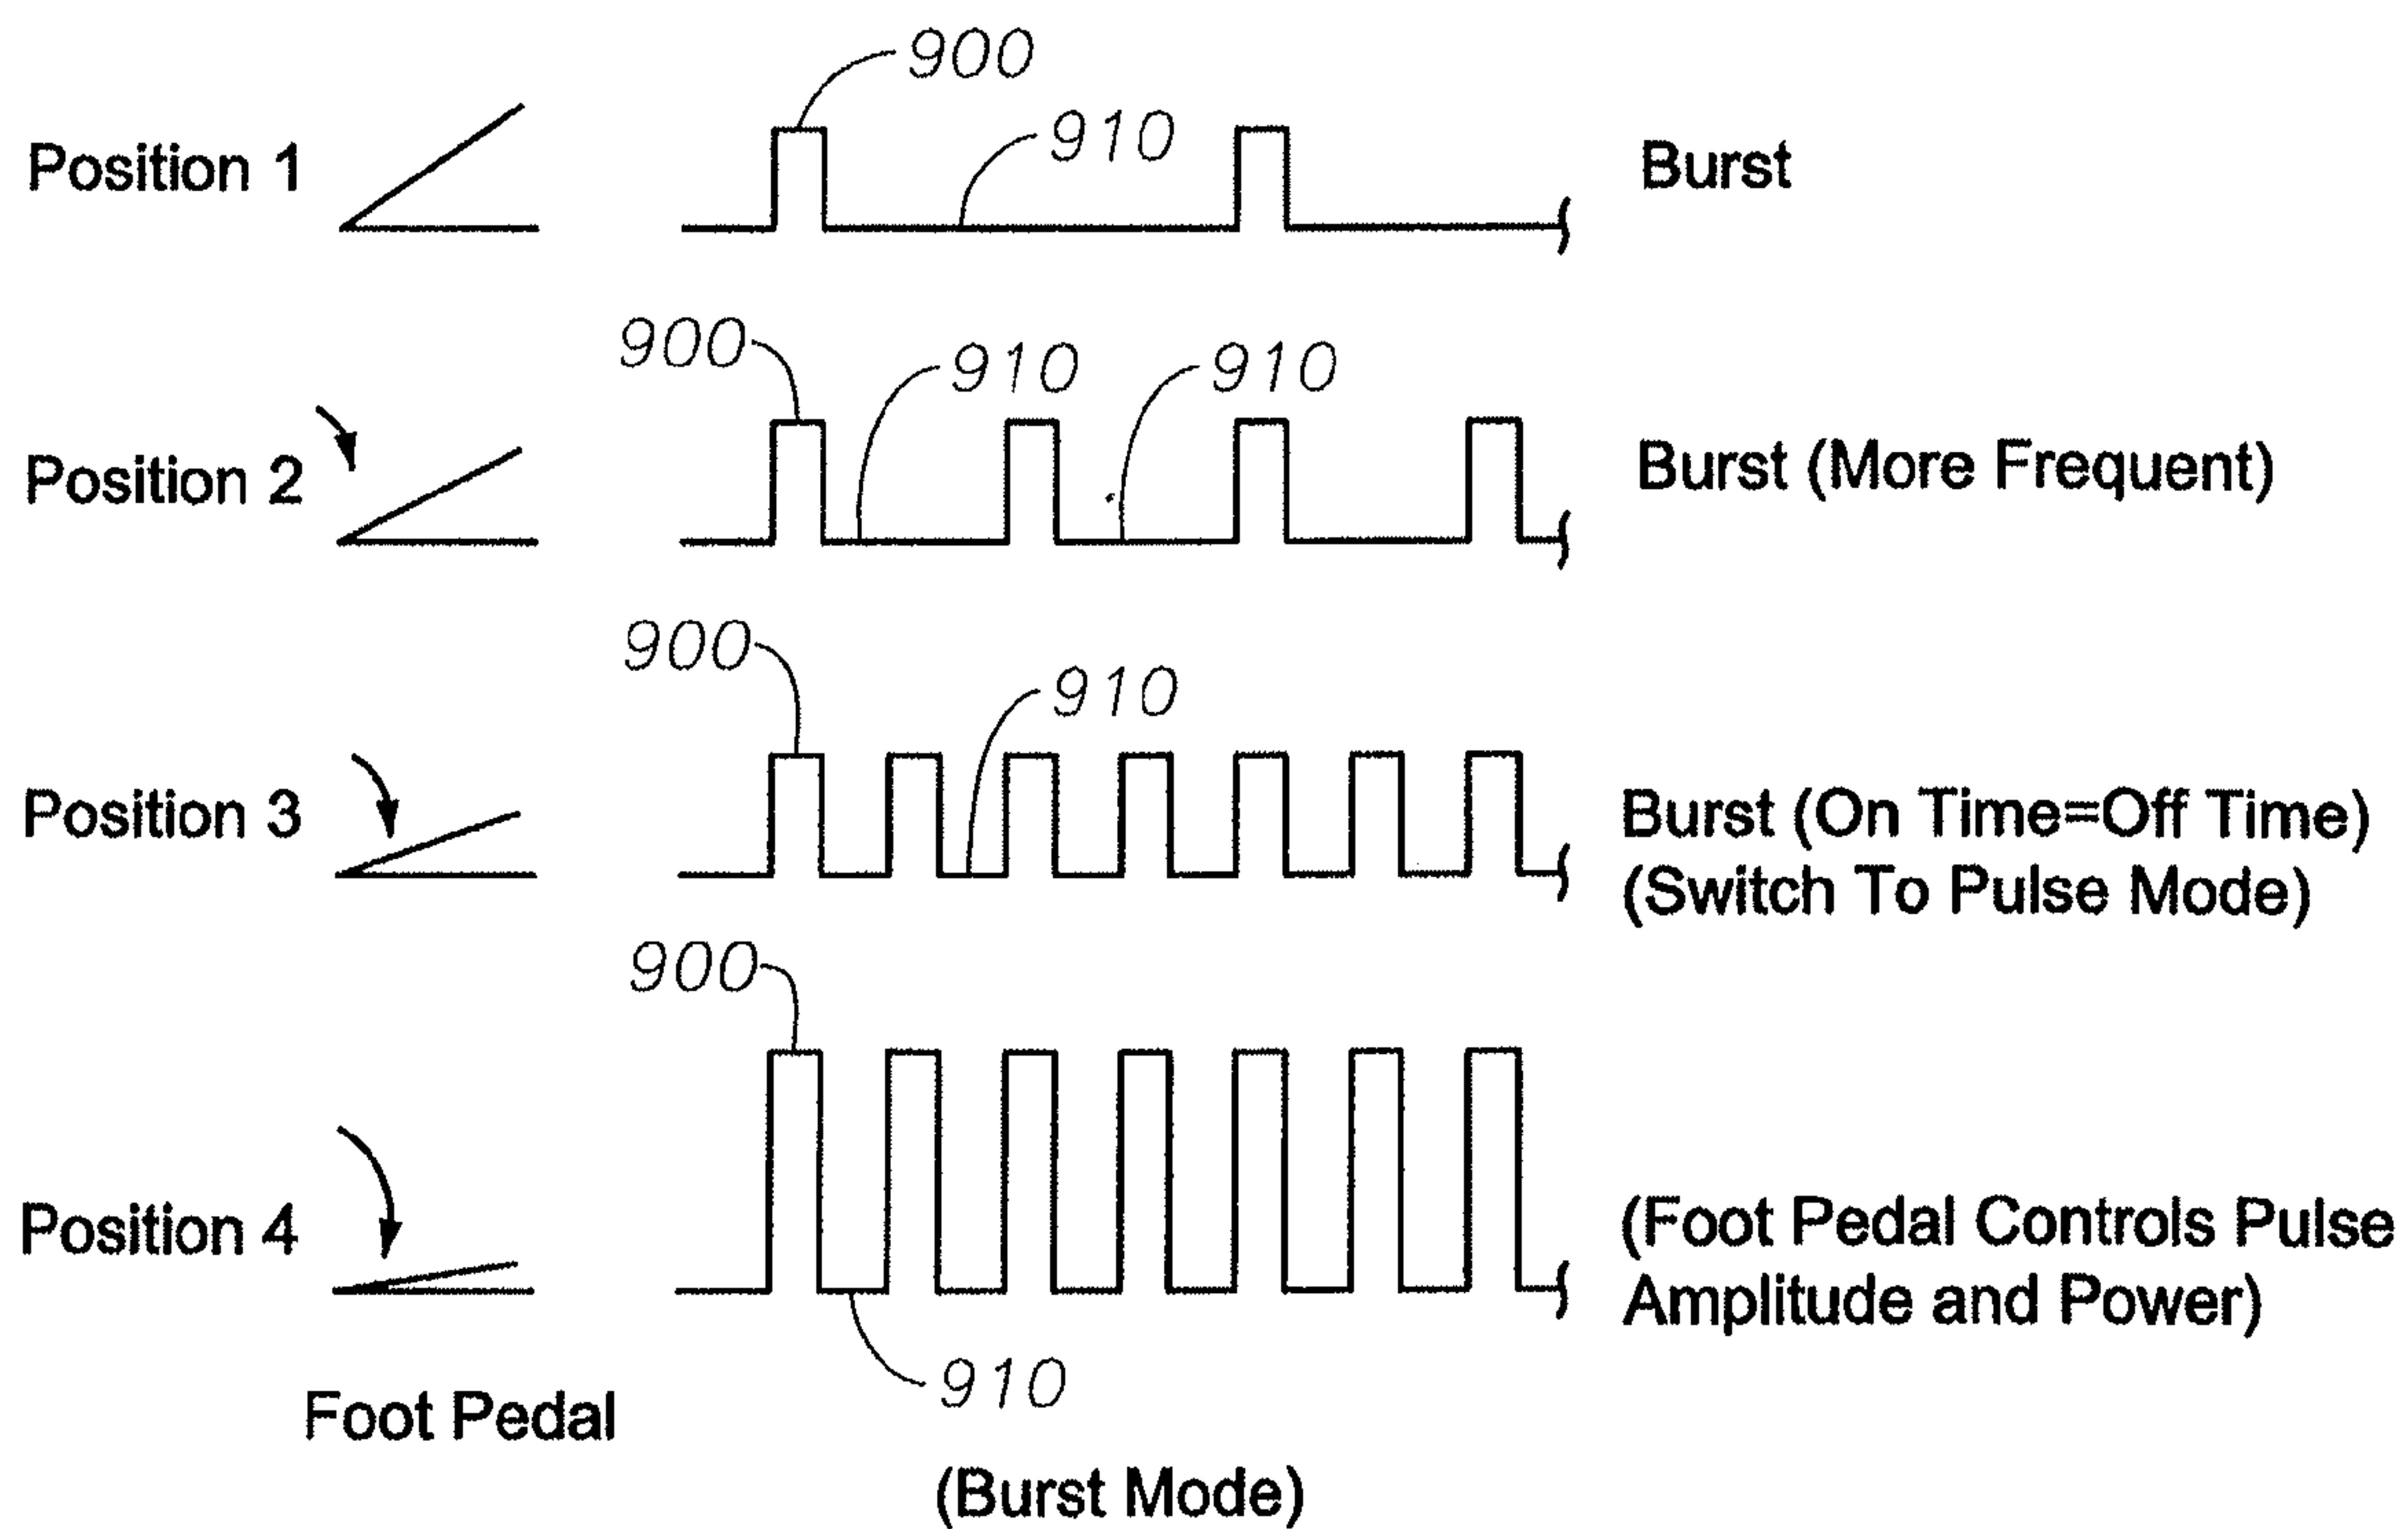 900
Position 1
910
Burst
900
910
910
Position 2
Burst (More Frequent)
900
910
Position 3
Burst (On Time=Off Time)
(Switch To Pulse Mode)
900
Position 4
(Foot Pedal Controls Pulse
Amplitude and Power)
910
Foot Pedal
(Burst Mode)